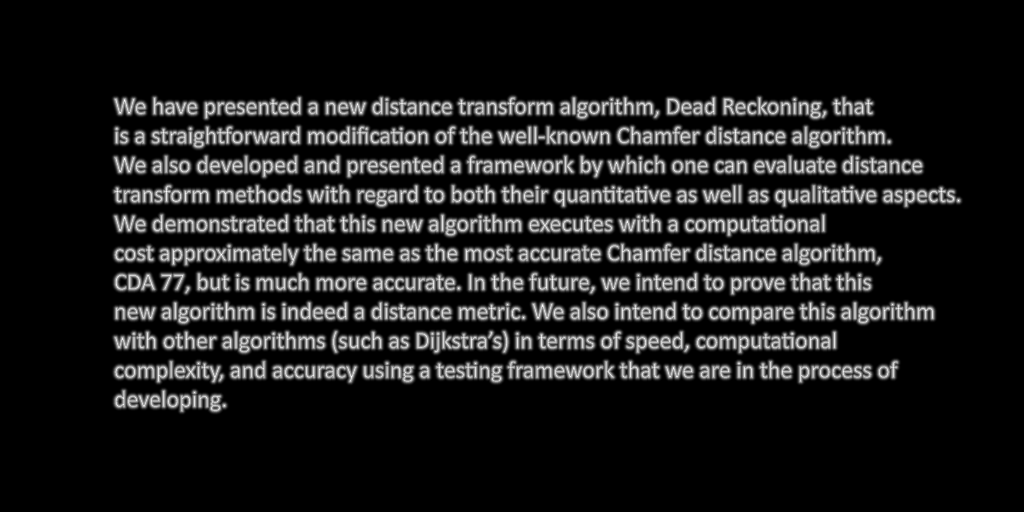 We have presented a new distance transform algorithm, Dead Reckoning, that
is a straightforward modification of the well-known Chamfer distance algorithm.
We also developed and presented a framework by which one can evaluate distance
transform methods with regard to both their quantitative as well as qualitative aspects.
We demonstrated that this new algorithm executes with a computational
cost approximately the same as the most accurate Chamfer distance algorithm,
CDA 77, but is much more accurate. In the future, we intend to prove that this
new algorithm is indeed a distance metric. We also intend to compare this algorithm
with other algorithms (such as Dijkstra’s) in terms of speed, computational
complexity, and accuracy using a testing framework that we are in the process of
developing.